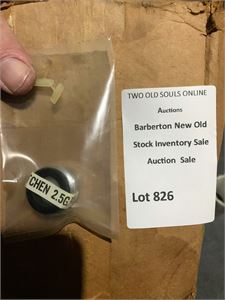 TWO OLD SOULS ONLINE
Auctions
Barberton New Old
Stock Inventory Sale
Auction Sale
Lot 826
CHEN 2.5G